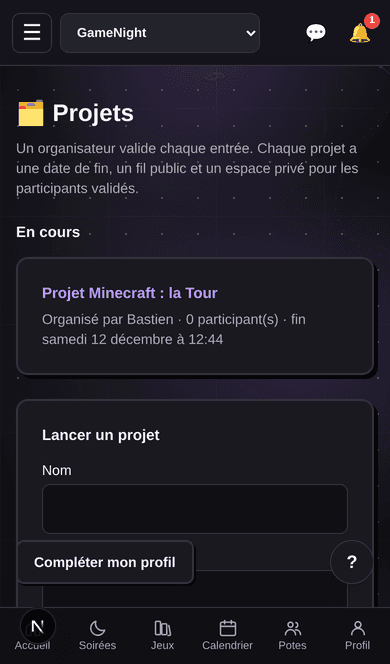 GameNight
1
Projets
Un organisateur valide chaque entrée. Chaque projet a
une date de fin, un fil public et un espace privé pour les
participants validés.
En cours
Projet Minecraft : la Tour
Organisé par Bastien · 0 participant(s) · fin
samedi 12 décembre à 12:44
Lancer un projet
Nom
Compléter mon profil
?
N
Accueil Soirées Jeux Calendrier Potes Profil